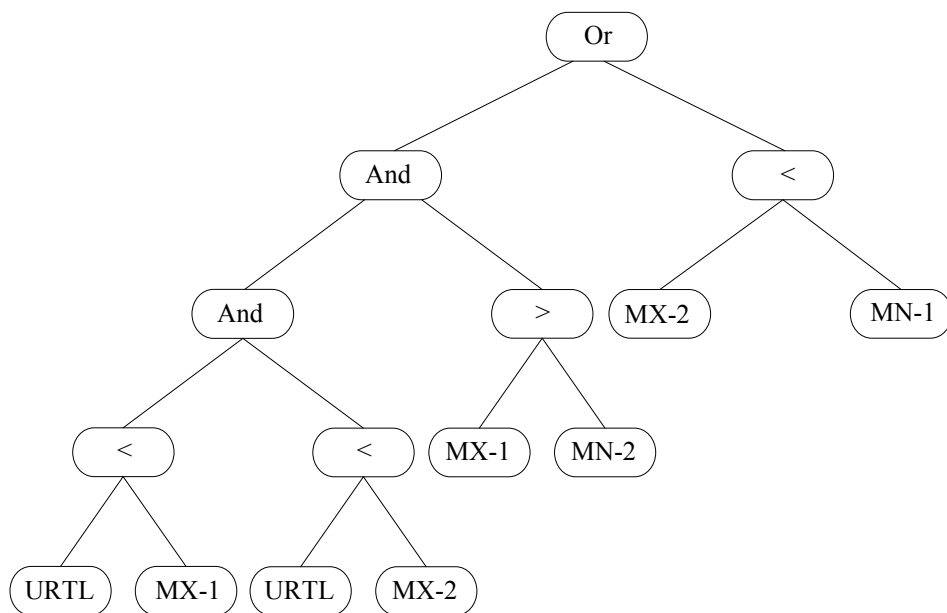 Or
And
<
And
>
MX-2
MN-1
<
<
MX-1
MN-2
URTL
MX-1
URTL
MX-2